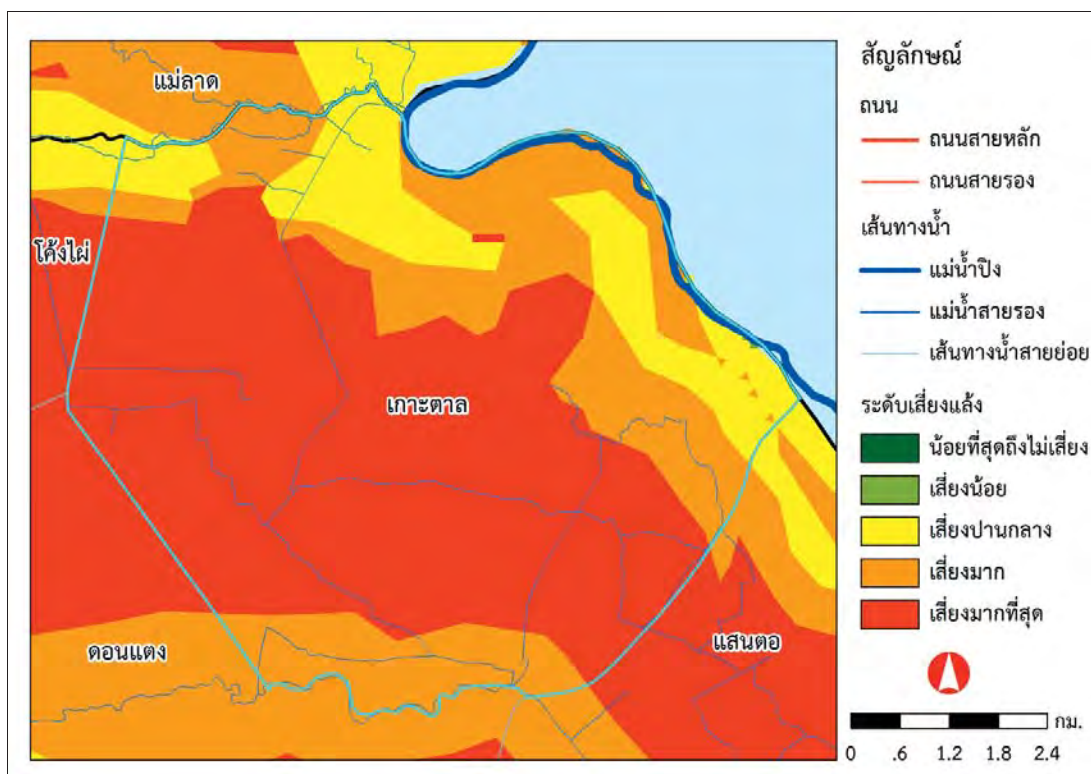 แม่ลาด
โค้งไผ่
เกาะตาล
ดอนแตง
แสนตอ
สัญลักษณ์
ถนน
ถนนสายหลัก
ถนนสายรอง
เส้นทางน้ำ
แม่น้ำปิง
แม่น้ำสายรอง
เส้นทางน้ำสายย่อย
ระดับเสี่ยงแล้ง
น้อยที่สุดถึงไม่เสี่ยง
เสี่ยงน้อย
เสี่ยงปานกลาง
เสี่ยงมาก
เสี่ยงมากที่สุด
กม.
0 .6 1.2 1.8 2.4